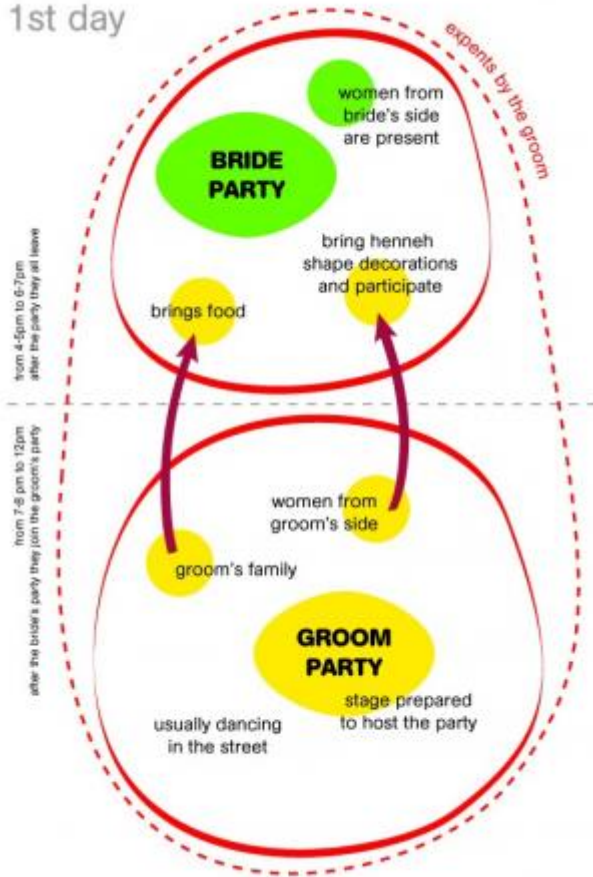 1st day
expents by the groom
women from
bride's side
are present
BRIDE
PARTY
bring henneh
shape decorations
and participate
brings food
from 4-5pm to 6-7pm
after the party they all leave
from 7-8 pm to 12pm
after the bride's party they join the groom's party
women from
groom's side
groom's family
GROOM
PARTY
stage prepared
to host the party
usually dancing
in the street